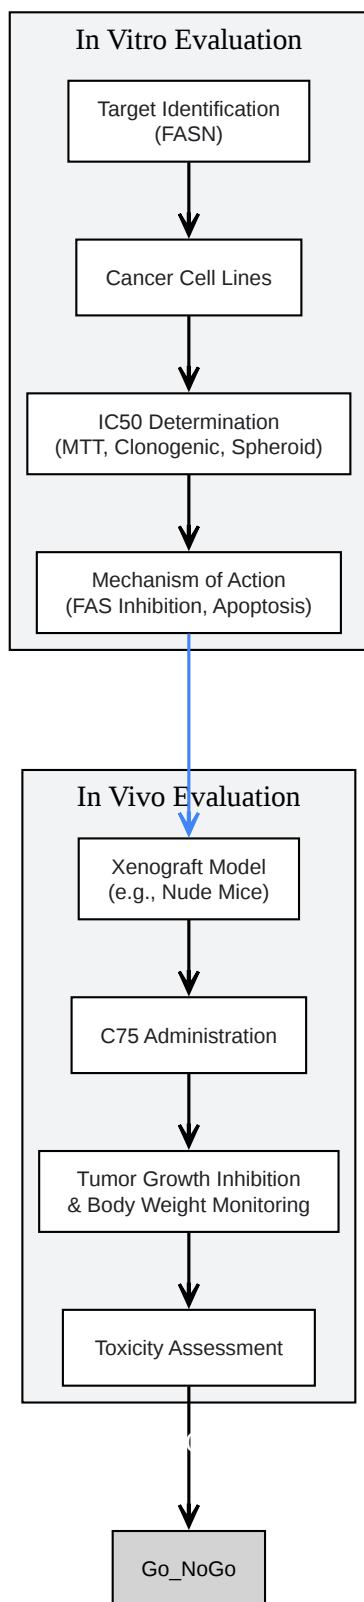 In Vitro Evaluation
Target Identification
(FASN)
Cancer Cell Lines
IC50 Determination
(MTT, Clonogenic, Spheroid)
Mechanism of Action
(FAS Inhibition, Apoptosis)
In Vivo Evaluation
Xenograft Model
(e.g., Nude Mice)
C75 Administration
Tumor Growth Inhibition
& Body Weight Monitoring
Toxicity Assessment
Go_NoGo